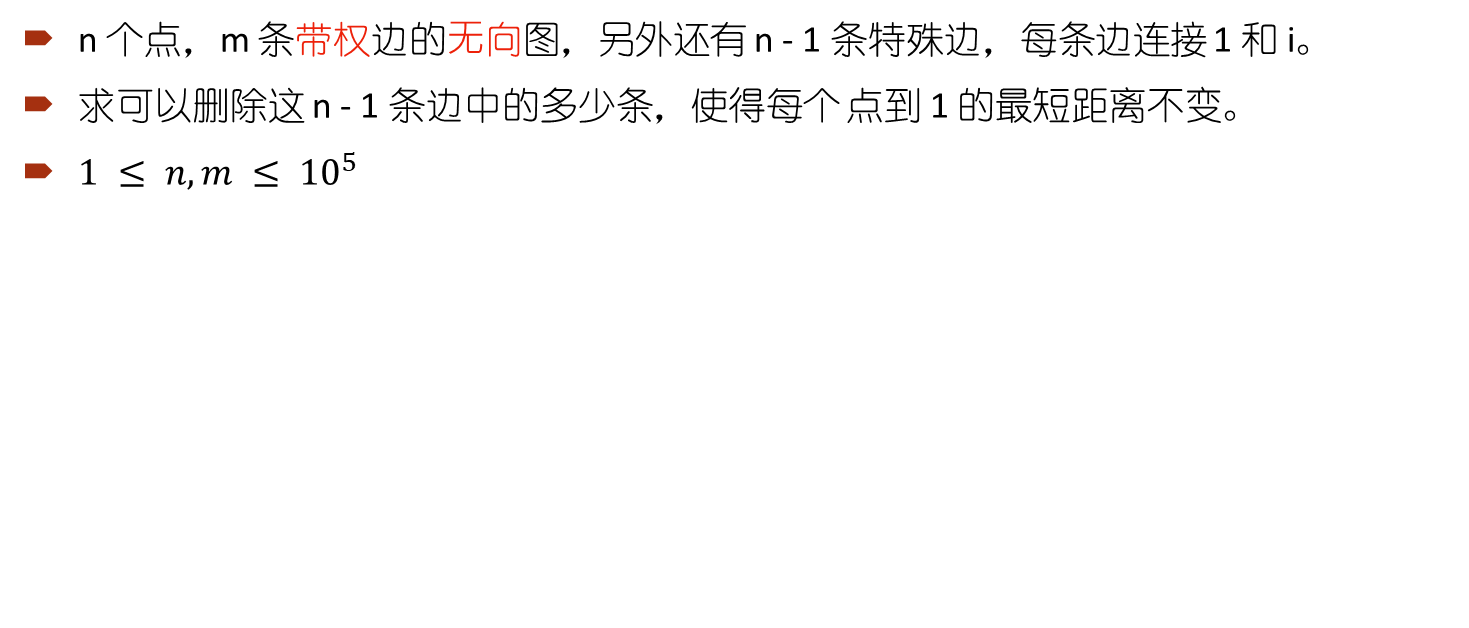 n 个点，m 条带权边的无向图，另外还有 n - 1 条特殊边，每条边连接 1 和 i。
求可以删除这 n - 1 条边中的多少条，使得每个点到 1 的最短距离不变。
1 ≤ n, m ≤ 10⁵